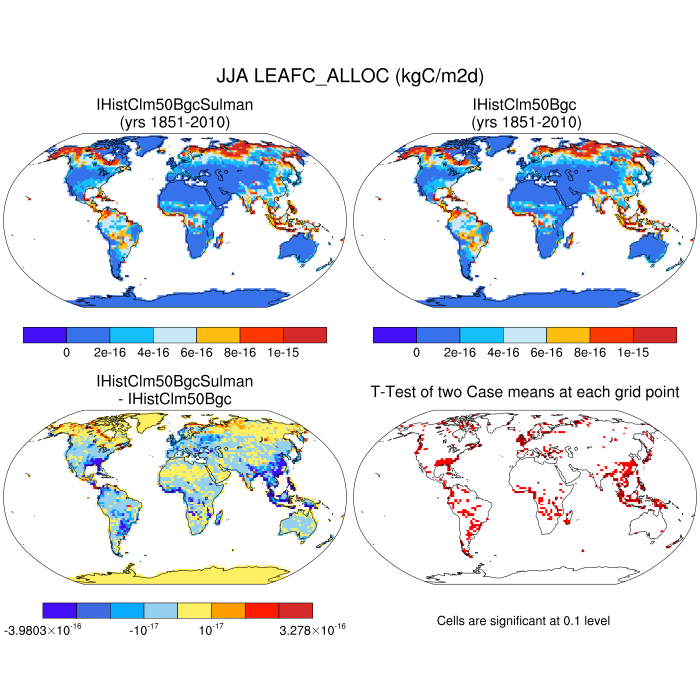 JJA LEAFC_ALLOC (kgC/m2d)
IHistClm50BgcSulman
(yrs 1851-2010)
IHistClm50Bgc
(yrs 1851-2010)
0 2e-16 4e-16 6e-16 8e-16 1e-15
0 2e-16 4e-16 6e-16 8e-16 1e-15
IHistClm50BgcSulman
- IHistClm50Bgc
T-Test of two Case means at each grid point
-3.9803×10⁻¹⁶ -10⁻¹⁷ 10⁻¹⁷ 3.278×10⁻¹⁶
Cells are significant at 0.1 level